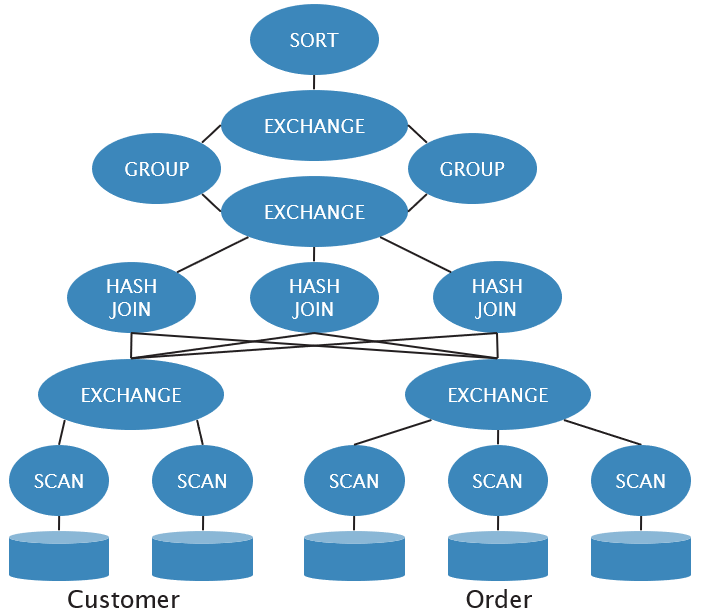 SORT
EXCHANGE
GROUP
GROUP
EXCHANGE
HASH
JOIN
HASH
JOIN
HASH
JOIN
EXCHANGE
EXCHANGE
SCAN
SCAN
SCAN
SCAN
SCAN
Customer
Order